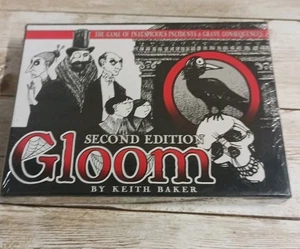 THE GAME OF INAUSPICIOUS INCIDENTS & GRAVE CONSEQUENCES
SECOND EDITION
Gloom
BY KEITH BAKER